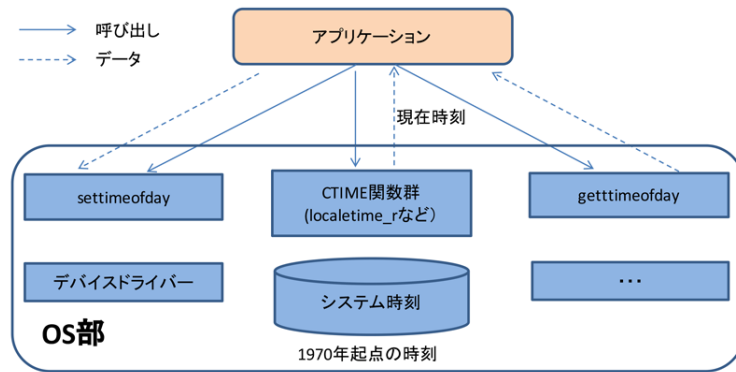 呼び出し
データ
アプリケーション
現在時刻
settimeofday
CTIME関数群
(localetime_rなど)
getttimeofday
デバイスドライバー
システム時刻
・・・
OS部
1970年起点の時刻